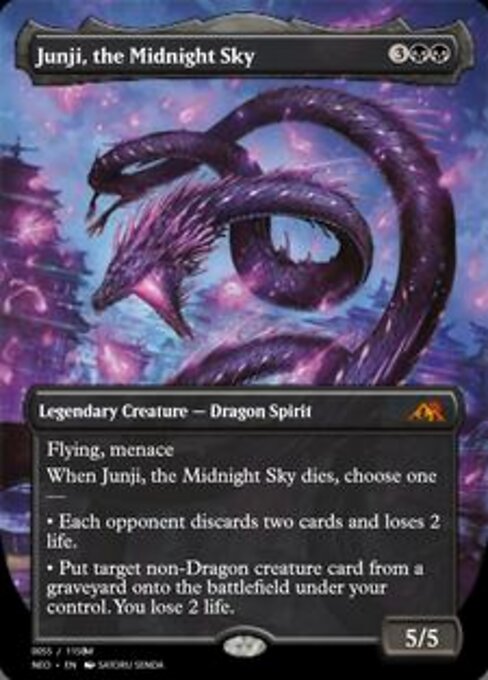 Junji, the Midnight Sky 3
Legendary Creature — Dragon Spirit
Flying, menace
When Junji, the Midnight Sky dies, choose one
—
• Each opponent discards two cards and loses 2
life.
• Put target non-Dragon creature card from a
graveyard onto the battlefield under your
control. You lose 2 life.
5/5
NEO • EN SATORU SENDA